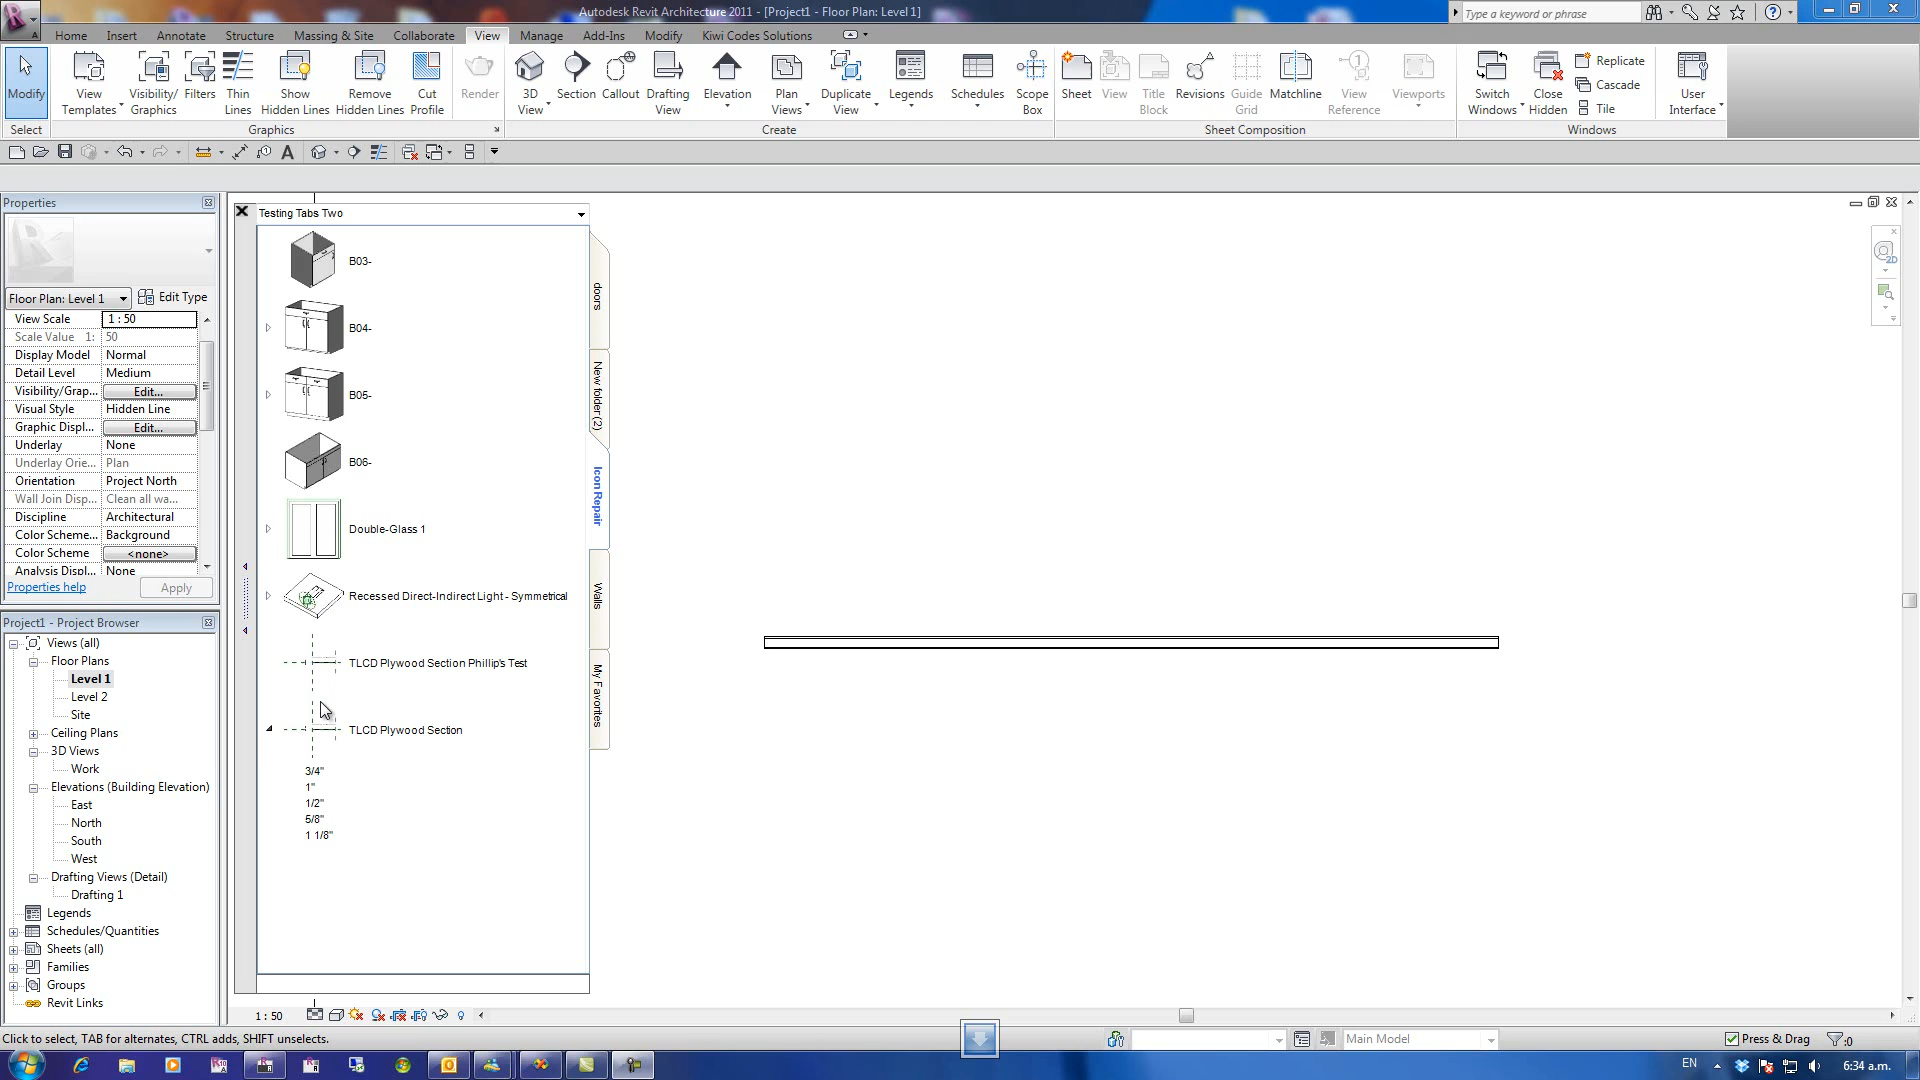 Autodesk Revit Architecture 2011 - [Project1 - Floor Plan: Level 1]
Type a keyword or phrase
Home Insert Annotate Structure Massing & Site Collaborate View Manage Add-Ins Modify Kiwi Codes Solutions
Modify
View Templates
Visibility/ Graphics
Filters
Thin Lines
Show Hidden Lines
Remove Hidden Lines
Cut Profile
Render
3D View
Section
Callout
Drafting View
Elevation
Plan Views
Duplicate View
Legends
Schedules
Scope Box
Sheet
View
Title Block
Revisions
Guide Grid
Matchline
View Reference
Viewports
Switch Windows
Close Hidden
Replicate
Cascade
Tile
User Interface
Select Graphics Create Sheet Composition Windows
Properties
Floor Plan: Level 1 Edit Type
View Scale 1 : 50
Scale Value 1: 50
Display Model Normal
Detail Level Medium
Visibility/Grap... Edit...
Visual Style Hidden Line
Graphic Displ... Edit...
Underlay None
Underlay Orie... Plan
Orientation Project North
Wall Join Disp... Clean all wa...
Discipline Architectural
Color Scheme... Background
Color Scheme <none>
Analysis Displ... None
Properties help Apply
Project1 - Project Browser
Views (all)
Floor Plans
Level 1
Level 2
Site
Ceiling Plans
3D Views
Work
Elevations (Building Elevation)
East
North
South
West
Drafting Views (Detail)
Drafting 1
Legends
Schedules/Quantities
Sheets (all)
Families
Groups
Revit Links
Testing Tabs Two
B03-
B04-
B05-
B06-
Double-Glass 1
Recessed Direct-Indirect Light - Symmetrical
TLCD Plywood Section Phillip's Test
TLCD Plywood Section
3/4"
1"
1/2"
5/8"
1 1/8"
doors
New folder (2)
Icon Repair
Walls
My Favorites
2D
1 : 50
Click to select, TAB for alternates, CTRL adds, SHIFT unselects.
Main Model
Press & Drag
:0
EN
6:34 a.m.